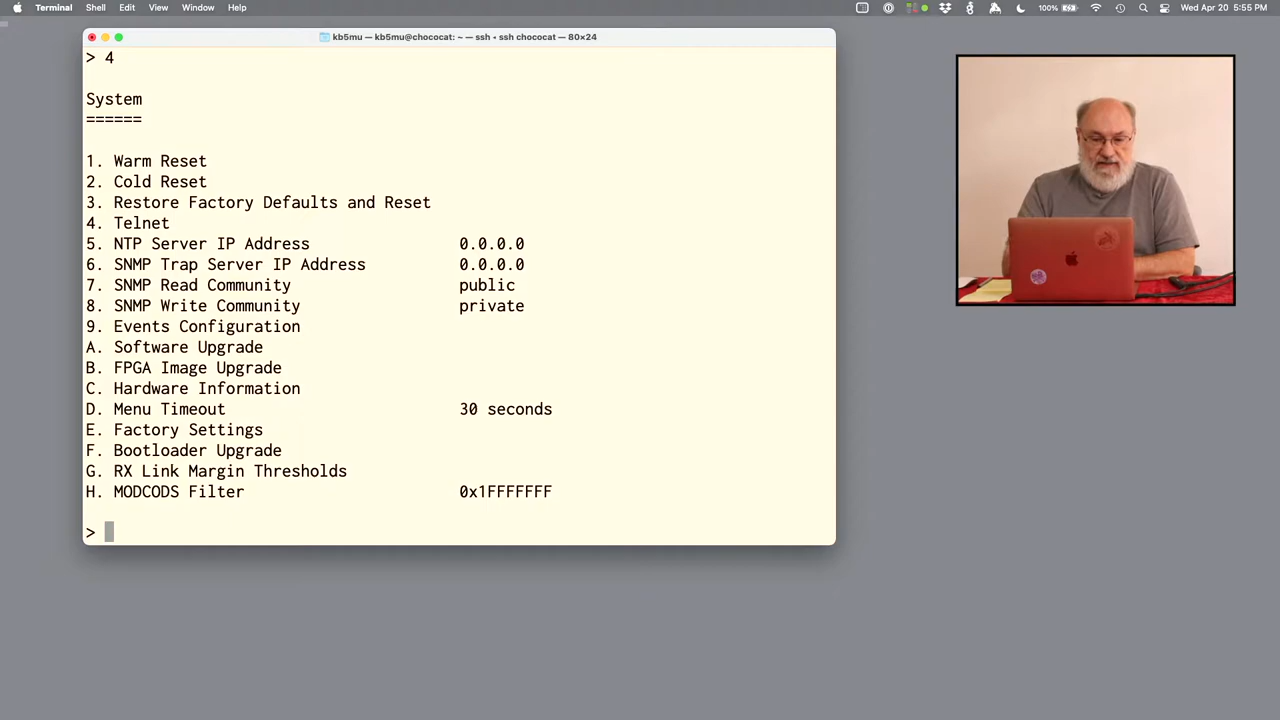 Terminal Shell Edit View Window Help 100% Wed Apr 20 5:55 PM
kb5mu — kb5mu@chococat: ~ — ssh ◂ ssh chococat — 80×24
> 4
System
======
1. Warm Reset
2. Cold Reset
3. Restore Factory Defaults and Reset
4. Telnet
5. NTP Server IP Address 0.0.0.0
6. SNMP Trap Server IP Address 0.0.0.0
7. SNMP Read Community public
8. SNMP Write Community private
9. Events Configuration
A. Software Upgrade
B. FPGA Image Upgrade
C. Hardware Information
D. Menu Timeout 30 seconds
E. Factory Settings
F. Bootloader Upgrade
G. RX Link Margin Thresholds
H. MODCODS Filter 0x1FFFFFFF
>